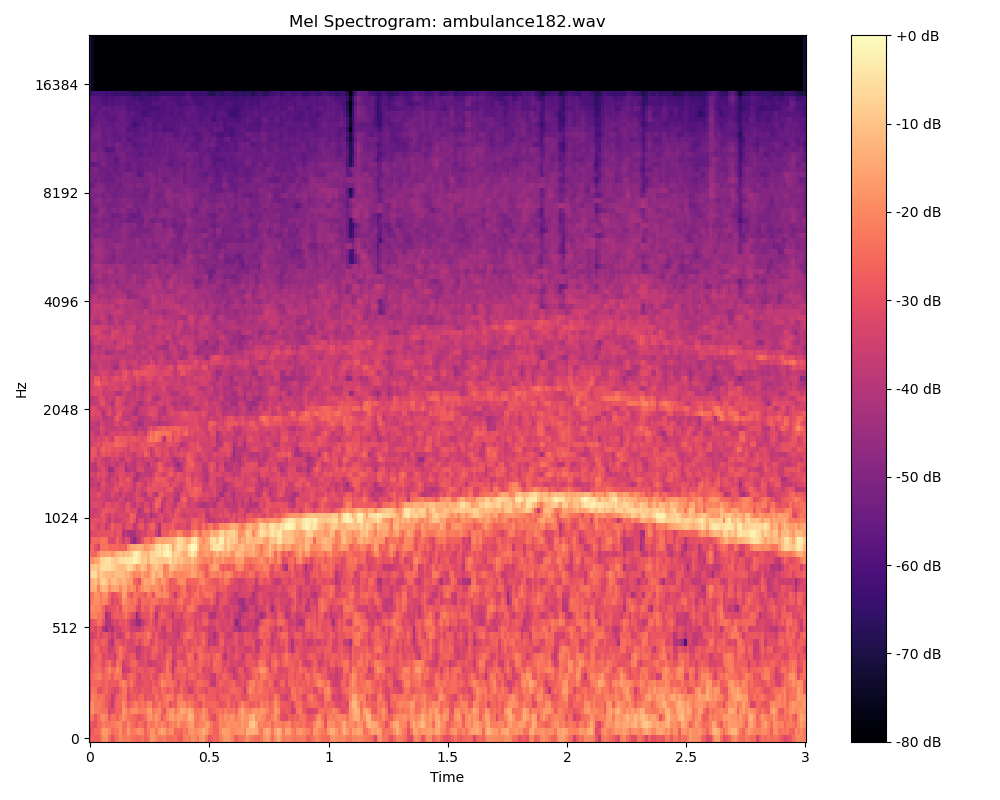 Mel Spectrogram: ambulance182.wav
Hz
16384
8192
4096
2048
1024
512
0
0
0.5
1
1.5
2
2.5
3
Time
+0 dB
-10 dB
-20 dB
-30 dB
-40 dB
-50 dB
-60 dB
-70 dB
-80 dB